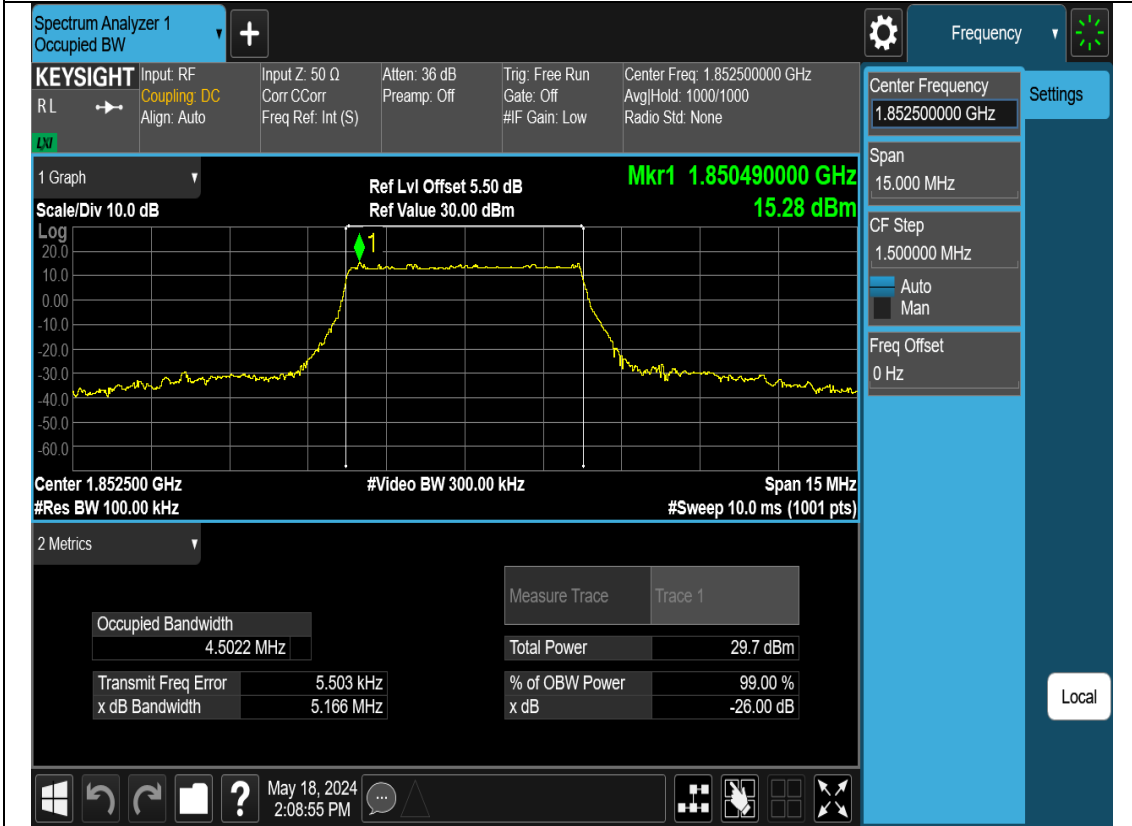 Spectrum Analyzer 1
Occupied BW
+
Frequency
KEYSIGHT
RL
LXI
Input: RF
Coupling: DC
Align: Auto
Input Z: 50 Ω
Corr CCorr
Freq Ref: Int (S)
Atten: 36 dB
Preamp: Off
Trig: Free Run
Gate: Off
#IF Gain: Low
Center Freq: 1.852500000 GHz
Avg|Hold: 1000/1000
Radio Std: None
Center Frequency
1.852500000 GHz
Settings
Span
15.000 MHz
CF Step
1.500000 MHz
Auto
Man
Freq Offset
0 Hz
Local
1 Graph
Scale/Div 10.0 dB
Ref Lvl Offset 5.50 dB
Ref Value 30.00 dBm
Mkr1 1.850490000 GHz
15.28 dBm
Log
1
20.0
10.0
0.00
-10.0
-20.0
-30.0
-40.0
-50.0
-60.0
Center 1.852500 GHz
#Res BW 100.00 kHz
#Video BW 300.00 kHz
Span 15 MHz
#Sweep 10.0 ms (1001 pts)
2 Metrics
Measure Trace Trace 1
Occupied Bandwidth
4.5022 MHz
Total Power 29.7 dBm
Transmit Freq Error 5.503 kHz
% of OBW Power 99.00 %
x dB Bandwidth 5.166 MHz
x dB -26.00 dB
?
May 18, 2024
2:08:55 PM